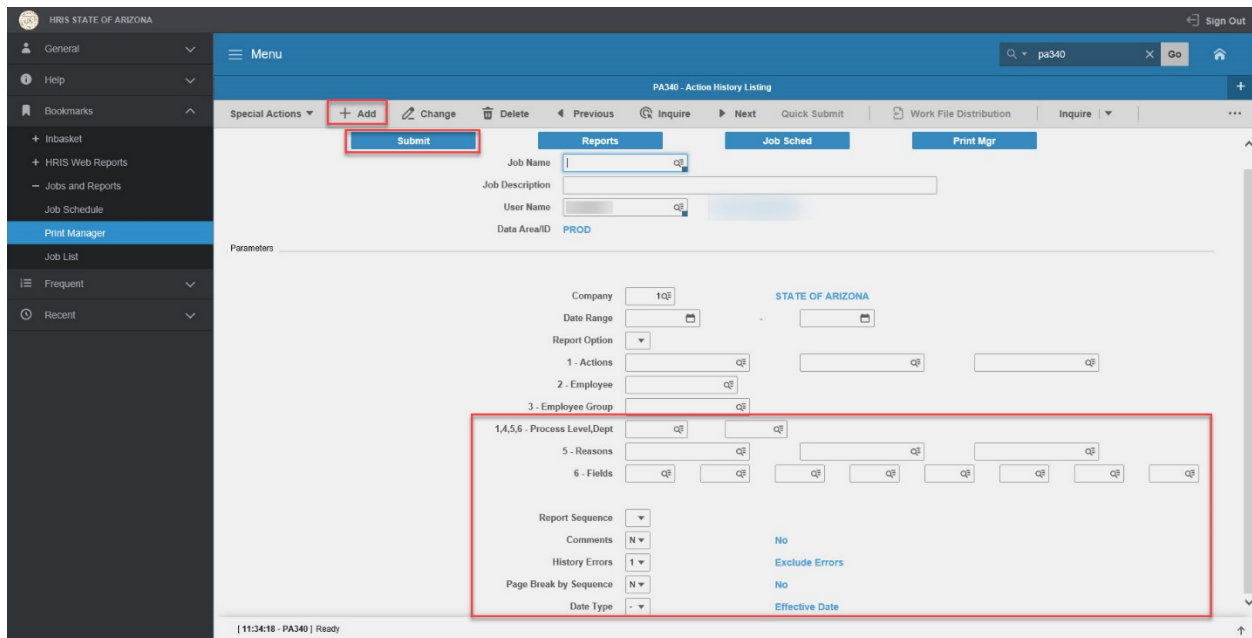 HRIS STATE OF ARIZONA
Sign Out
General
Help
Bookmarks
+ Inbasket
+ HRIS Web Reports
− Jobs and Reports
Job Schedule
Print Manager
Job List
Frequent
Recent
Menu
pa340
Go
PA340 - Action History Listing
+
Special Actions + Add Change Delete Previous Inquire Next Quick Submit Work File Distribution Inquire ...
Submit Reports Job Sched Print Mgr
Job Name
Job Description
User Name
Data Area/ID PROD
Parameters
Company 1 STATE OF ARIZONA
Date Range -
Report Option
1 - Actions
2 - Employee
3 - Employee Group
1,4,5,6 - Process Level,Dept
5 - Reasons
6 - Fields
Report Sequence
Comments N No
History Errors 1 Exclude Errors
Page Break by Sequence N No
Date Type - Effective Date
[ 11:34:18 - PA340 ] Ready